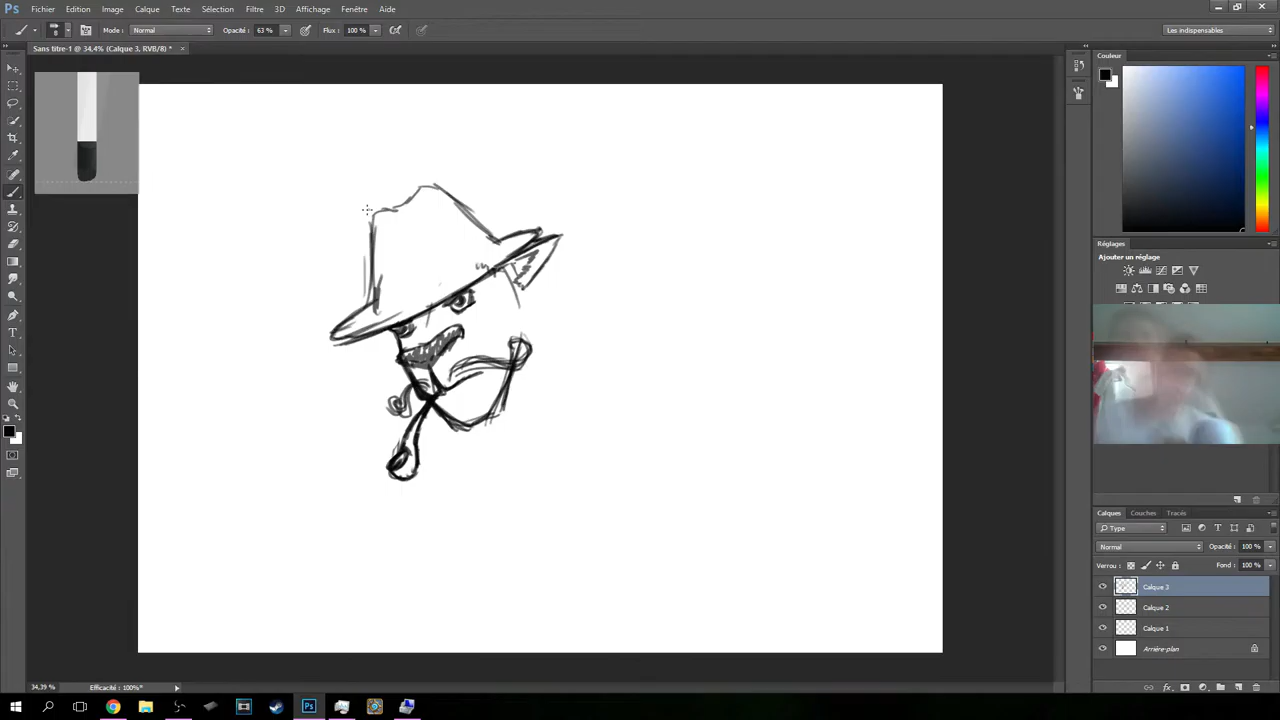 Ps Fichier Edition Image Calque Texte Sélection Filtre 3D Affichage Fenêtre Aide
Mode : Normal Opacité : 63 % Flux : 100 % Les indispensables
Sans titre-1 @ 34,4% (Calque 3, RVB/8) * ×
Couleur
Réglages
Ajouter un réglage
Calques Couches Tracés
Type
Normal Opacité : 100 %
Verrou : Fond : 100 %
Calque 3
Calque 2
Calque 1
Arrière-plan
34,39 % Efficacité : 100%*
Ps